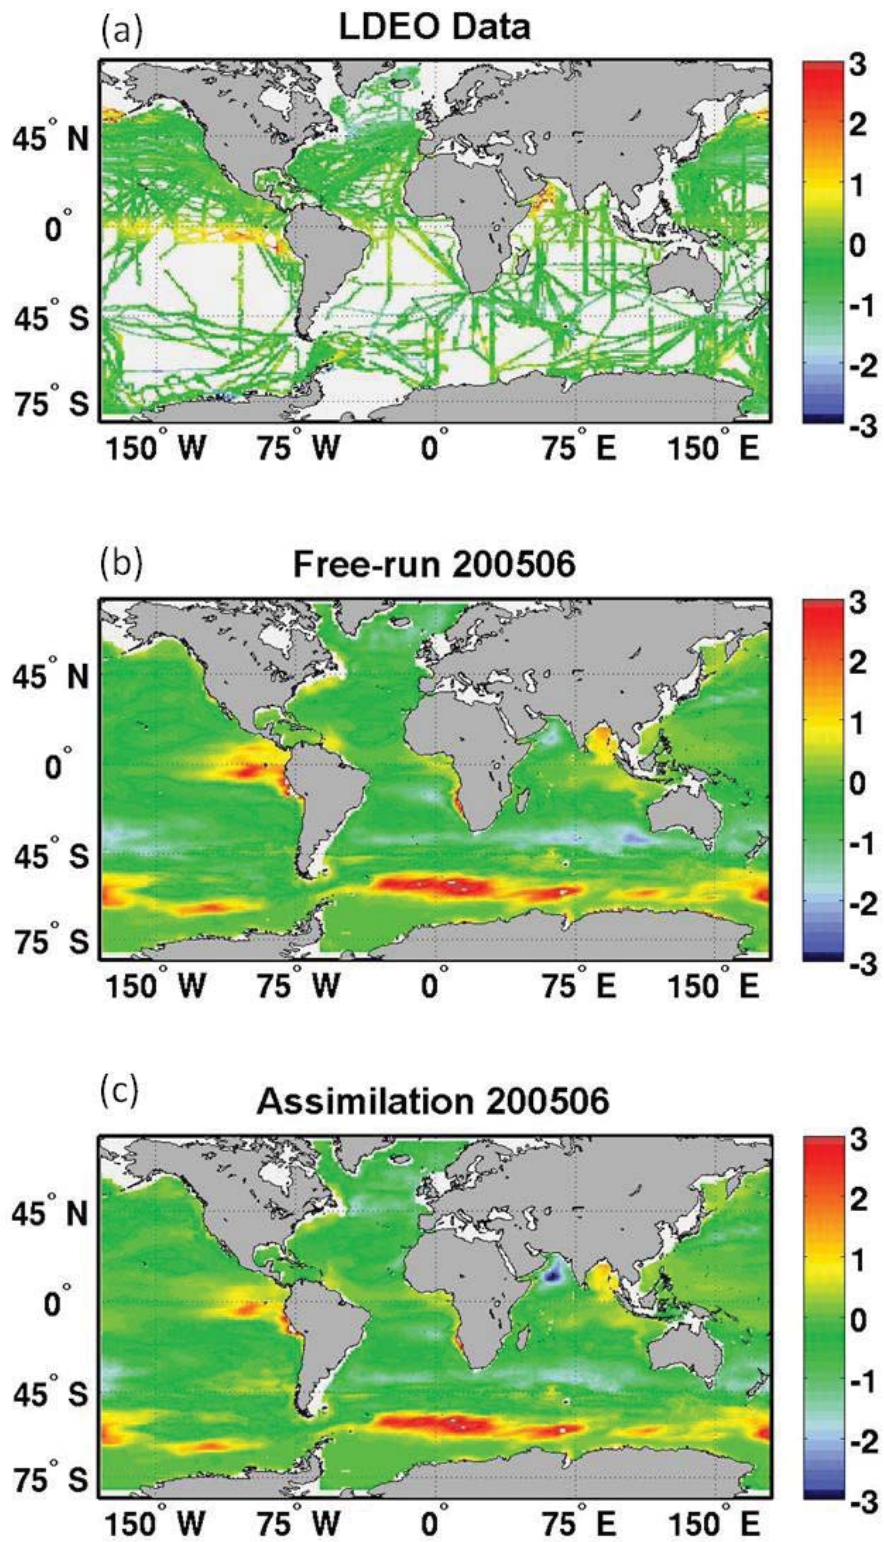 (a)
LDEO Data
45° N
0°
45° S
75° S
150° W 75° W 0° 75° E 150° E
3
2
1
0
-1
-2
-3
(b)
Free-run 200506
45° N
0°
45° S
75° S
150° W 75° W 0° 75° E 150° E
3
2
1
0
-1
-2
-3
(c)
Assimilation 200506
45° N
0°
45° S
75° S
150° W 75° W 0° 75° E 150° E
3
2
1
0
-1
-2
-3